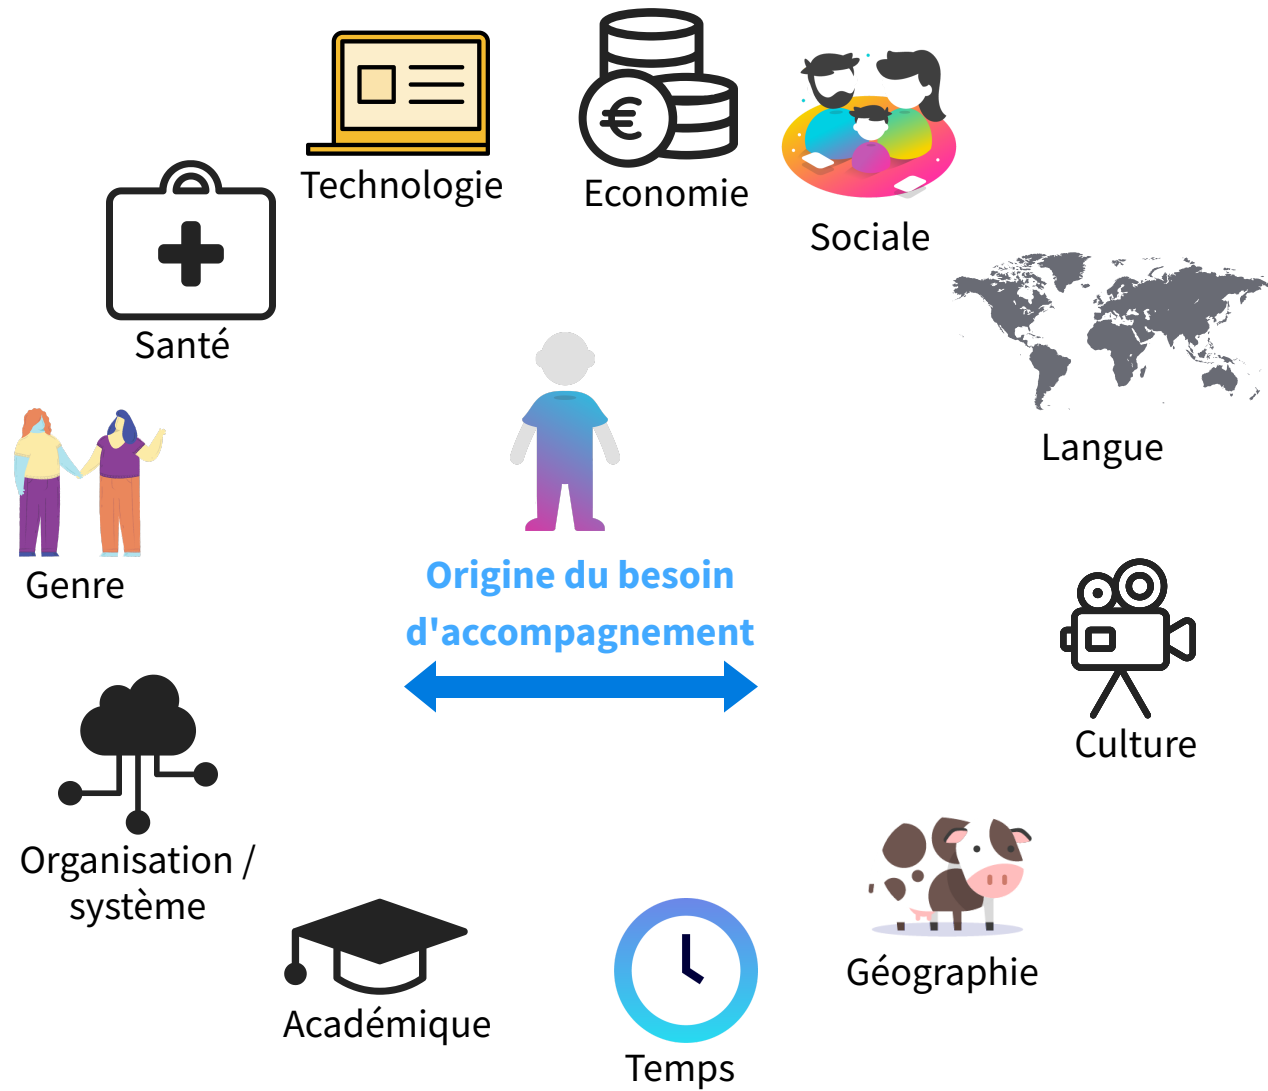 Technologie
Economie
Sociale
Santé
Langue
Genre
Origine du besoin
d'accompagnement
Culture
Organisation /
système
Géographie
Académique
Temps